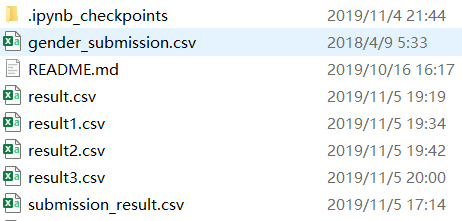 .ipynb_checkpoints 2019/11/4 21:44
gender_submission.csv 2018/4/9 5:33
README.md 2019/10/16 16:17
result.csv 2019/11/5 19:19
result1.csv 2019/11/5 19:34
result2.csv 2019/11/5 19:42
result3.csv 2019/11/5 20:00
submission_result.csv 2019/11/5 17:14